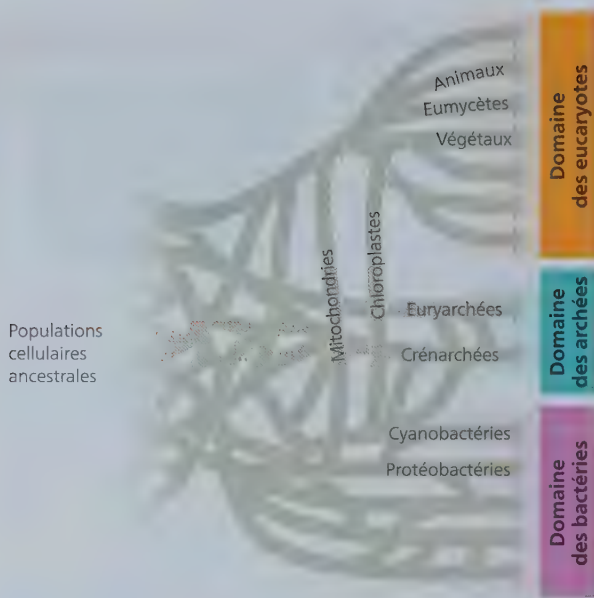 Animaux
Eumycètes
Végétaux
Domaine
des eucaryotes
Mitochondries
Chloroplastes
Populations
cellulaires
ancestrales
Euryarchées
Crénarchées
Domaine
des archées
Cyanobactéries
Protéobactéries
Domaine
des bactéries